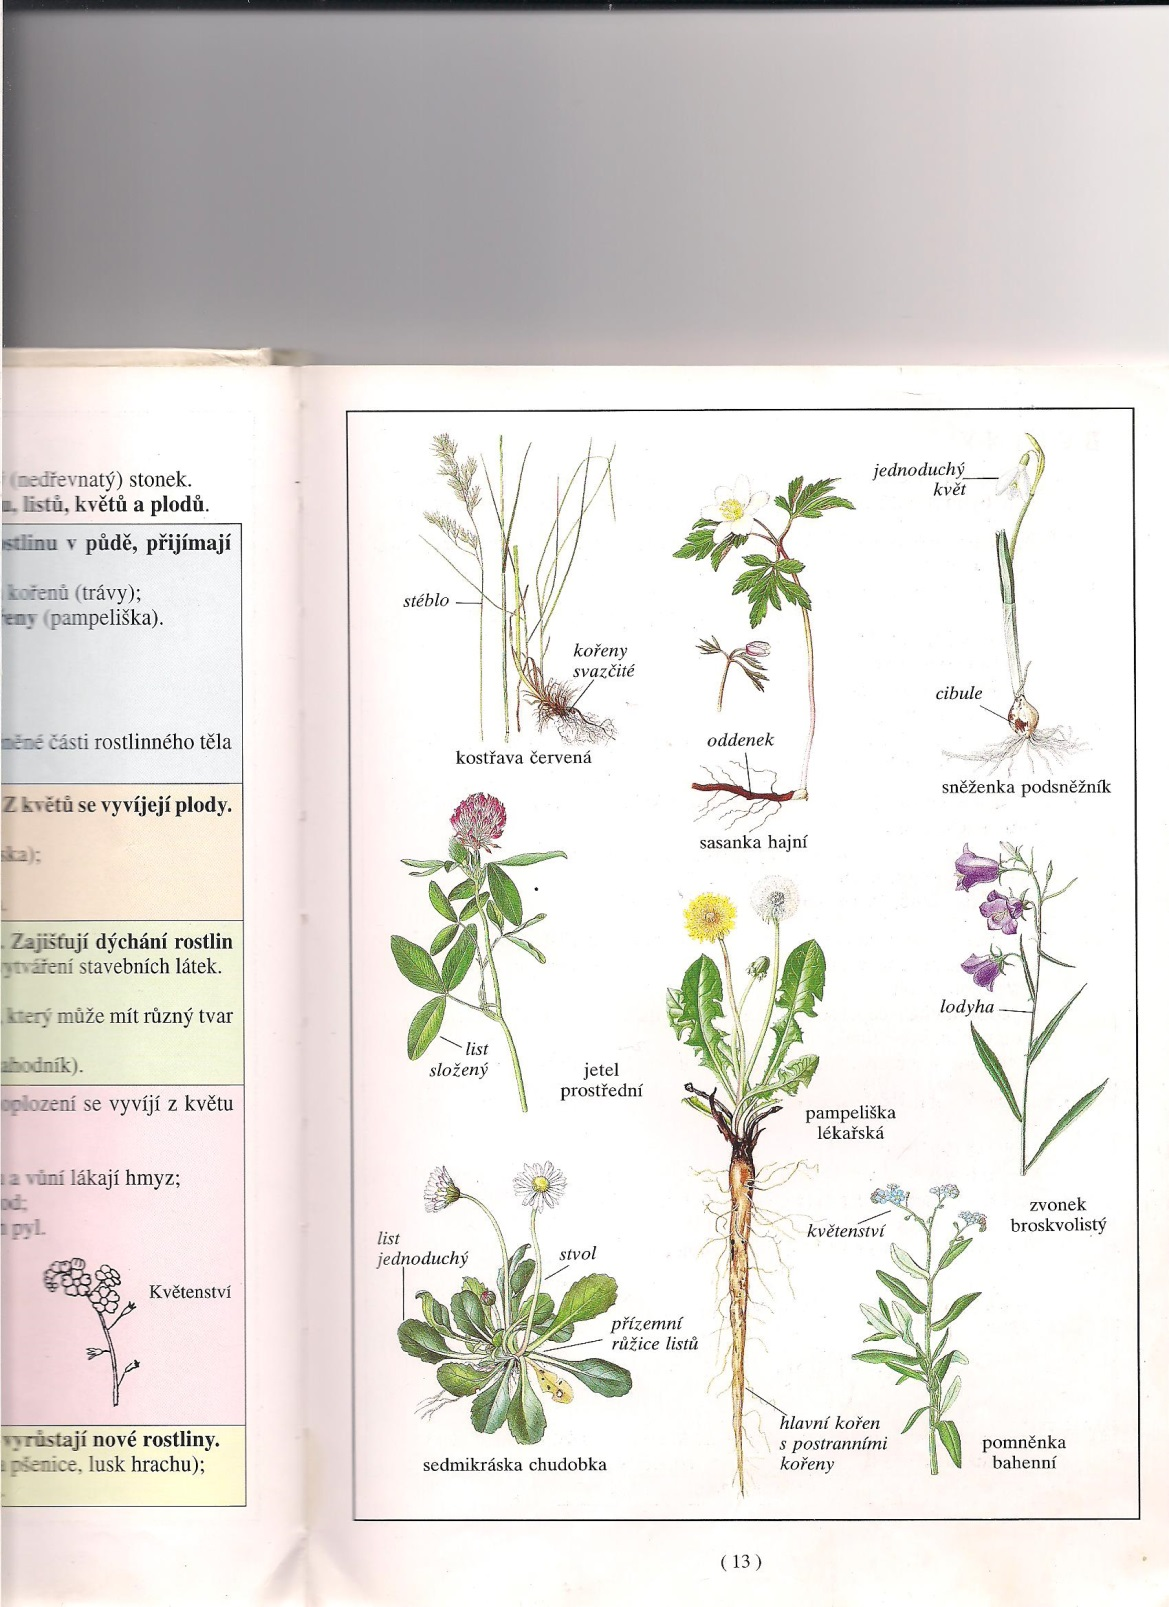 (nedřevnatý) stonek.
listů, květů a plodů.
rostlinu v půdě, přijímají
kořenů (trávy);
(pampeliška).
části rostlinného těla
Z květů se vyvíjejí plody.
Zajišťují dýchání rostlin
vytváření stavebních látek.
který může mít různý tvar
oplození se vyvíjí z květu
a vůní lákají hmyz;
pyl.
Květenství
vyrůstají nové rostliny.
pšenice, lusk hrachu);
stéblo
kořeny
svazčité
kostřava červená
oddenek
sasanka hajní
jednoduchý
květ
cibule
sněženka podsněžník
list
složený
jetel
prostřední
pampeliška
lékařská
hlavní kořen
s postranními
kořeny
lodyha
zvonek
broskvolistý
list
jednoduchý
stvol
přízemní
růžice listů
sedmikráska chudobka
květenství
pomněnka
bahenní
( 13 )